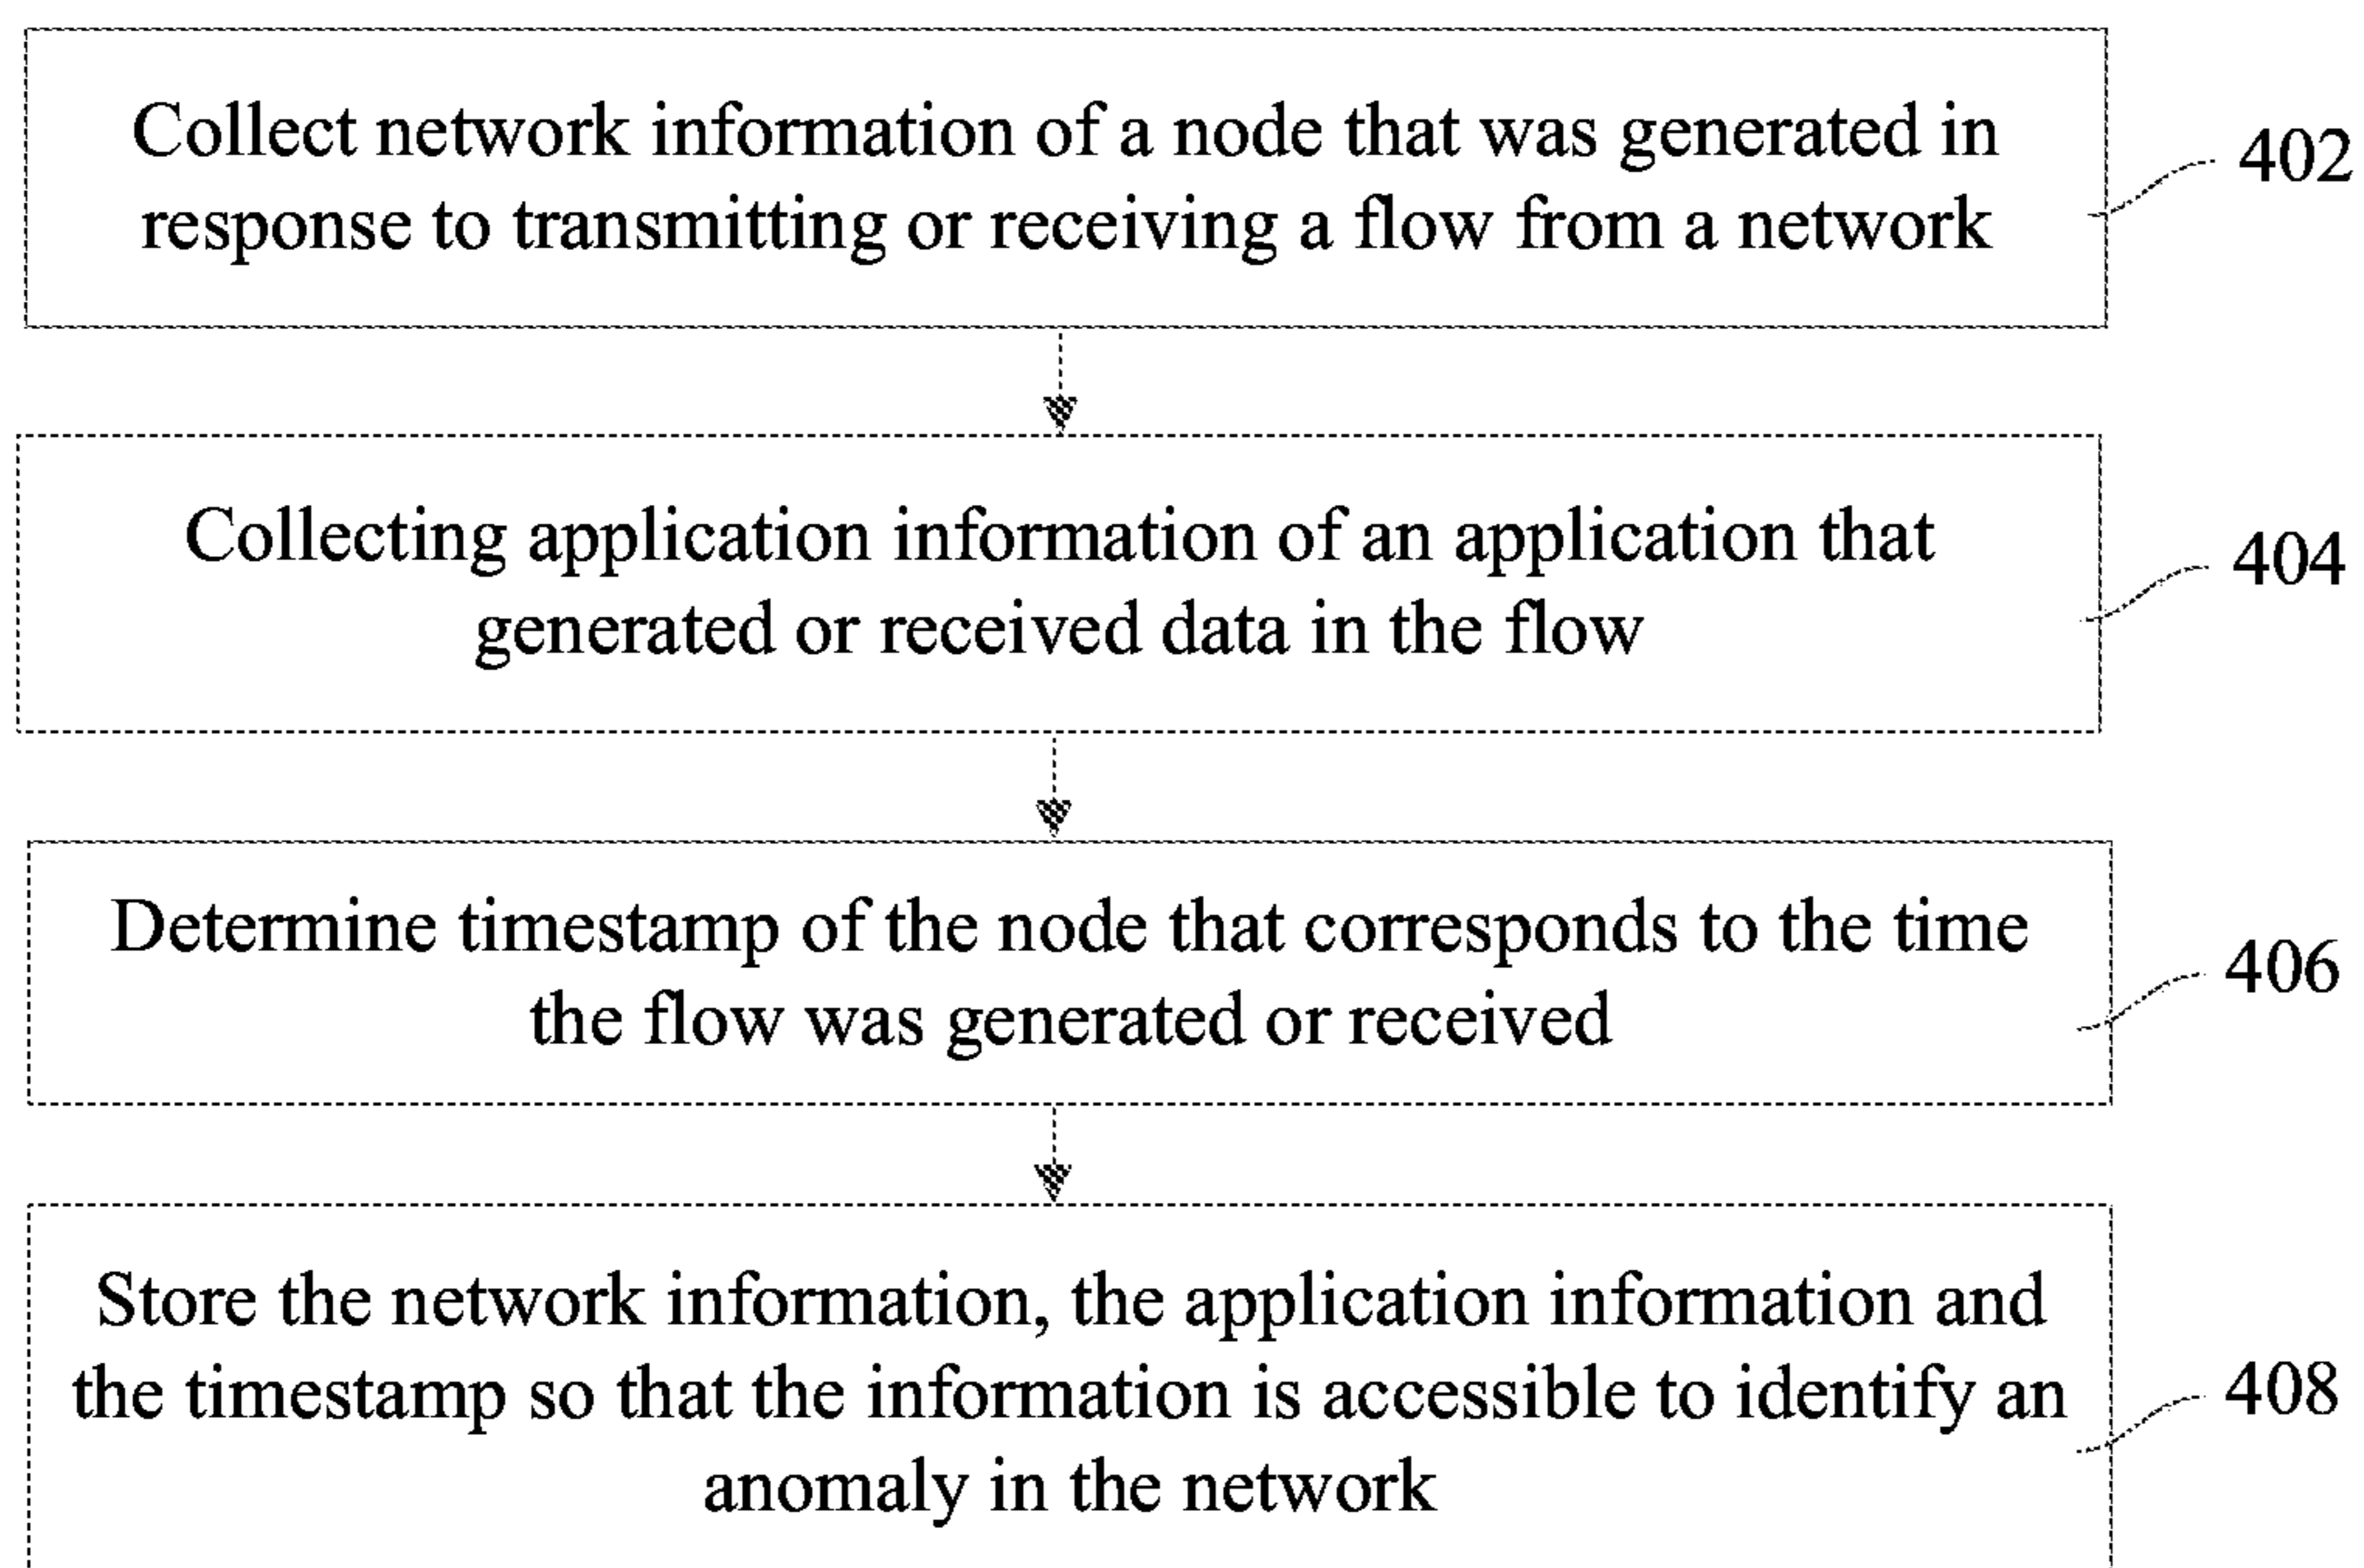 Collect network information of a node that was generated in
response to transmitting or receiving a flow from a network
402
Collecting application information of an application that
generated or received data in the flow
404
Determine timestamp of the node that corresponds to the time
the flow was generated or received
406
Store the network information, the application information and
the timestamp so that the information is accessible to identify an
anomaly in the network
408